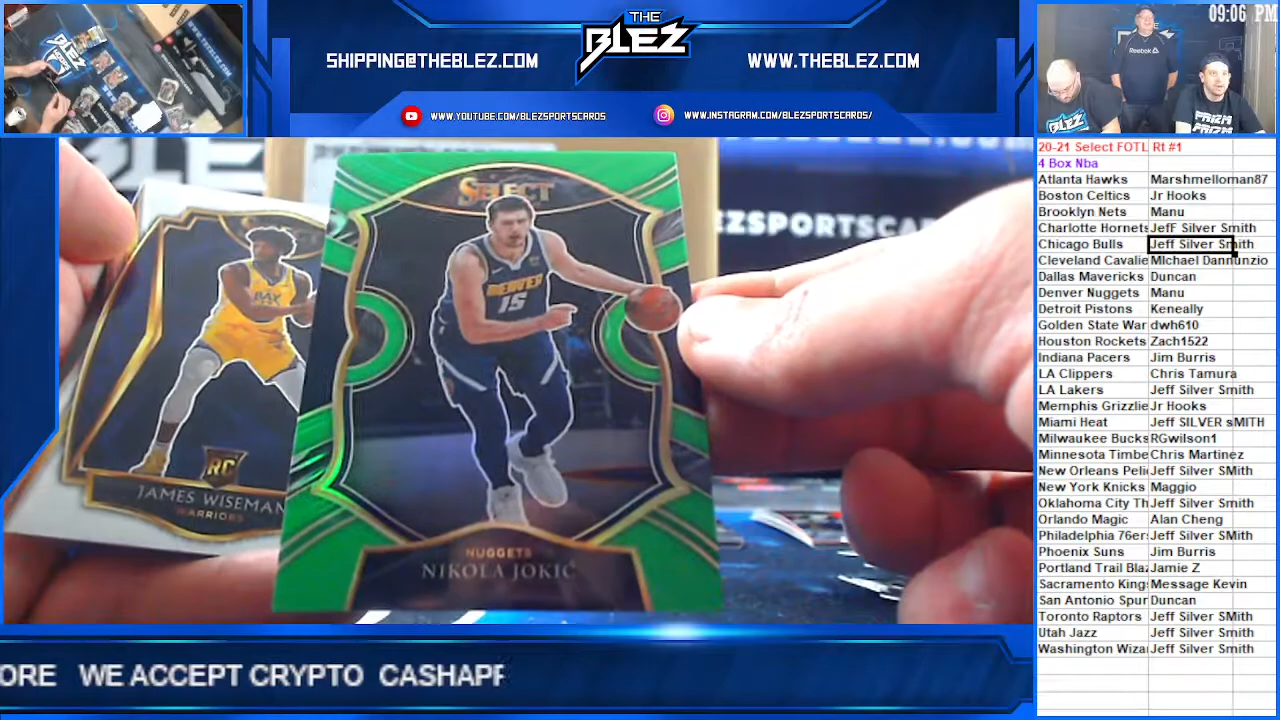 09:06 PM
THE
BLEZ
SHIPPING@THEBLEZ.COM
WWW.THEBLEZ.COM
WWW.YOUTUBE.COM/BLEZSPORTSCARDS
WWW.INSTAGRAM.COM/BLEZSPORTSCARDS/
Reebok
PRIZM
PRIZM
20-21 Select FOTL Rt #1
4 Box Nba
Atlanta Hawks Marshmelloman87
Boston Celtics Jr Hooks
Brooklyn Nets Manu
Charlotte Hornets JefF Silver Smith
Chicago Bulls Jeff Silver Smith
Cleveland Cavalie MIchael Dannunzio
Dallas Mavericks Duncan
Denver Nuggets Manu
Detroit Pistons Keneally
Golden State War dwh610
Houston Rockets Zach1522
Indiana Pacers Jim Burris
LA Clippers Chris Tamura
LA Lakers Jeff Silver Smith
Memphis Grizzlie Jr Hooks
Miami Heat Jeff SILVER sMITH
Milwaukee Bucks RGwilson1
Minnesota Timbe Chris Martinez
New Orleans Peli Jeff Silver SMith
New York Knicks Maggio
Oklahoma City Th Jeff Silver Smith
Orlando Magic Alan Cheng
Philadelphia 76er Jeff Silver SMith
Phoenix Suns Jim Burris
Portland Trail Bla Jamie Z
Sacramento King Message Kevin
San Antonio Spur Duncan
Toronto Raptors Jeff Silver SMith
Utah Jazz Jeff Silver Smith
Washington Wiza Jeff Silver Smith
EZSPORTSCAR
SELECT
DENVER
15
NUGGETS
NIKOLA JOKIĆ
BAY
RC
JAMES WISEMAN
WARRIORS
ORE WE ACCEPT CRYPTO CASHAPP